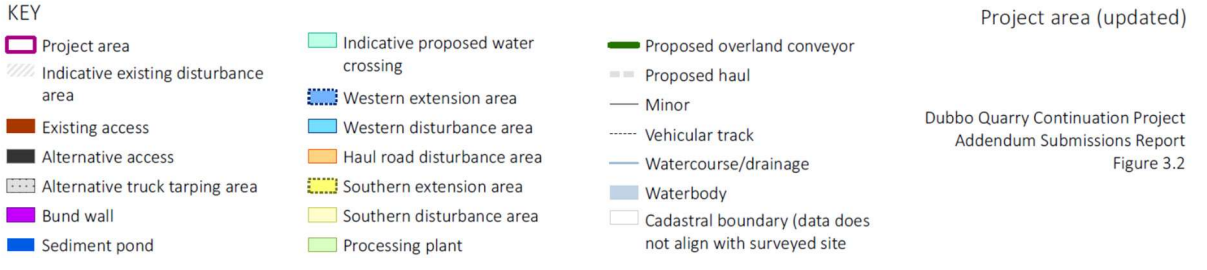 KEY
Project area (updated)
Project area
Indicative existing disturbance
area
Existing access
Alternative access
Alternative truck tarping area
Bund wall
Sediment pond
Indicative proposed water
crossing
Western extension area
Western disturbance area
Haul road disturbance area
Southern extension area
Southern disturbance area
Processing plant
Proposed overland conveyor
Proposed haul
Minor
Vehicular track
Watercourse/drainage
Waterbody
Cadastral boundary (data does
not align with surveyed site
Dubbo Quarry Continuation Project
Addendum Submissions Report
Figure 3.2